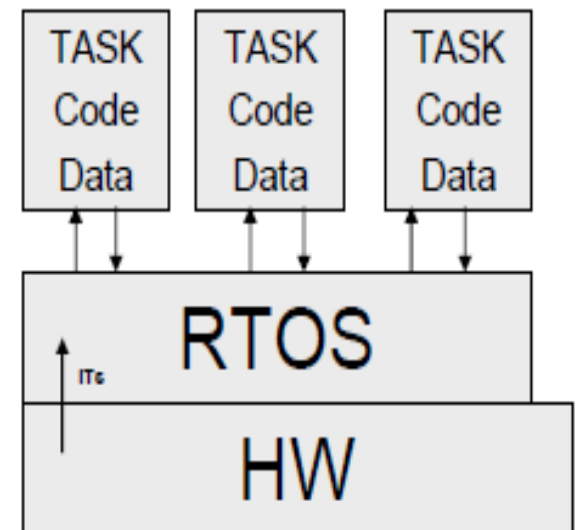 TASK
Code
Data
TASK
Code
Data
TASK
Code
Data
RTOS
ITs
HW